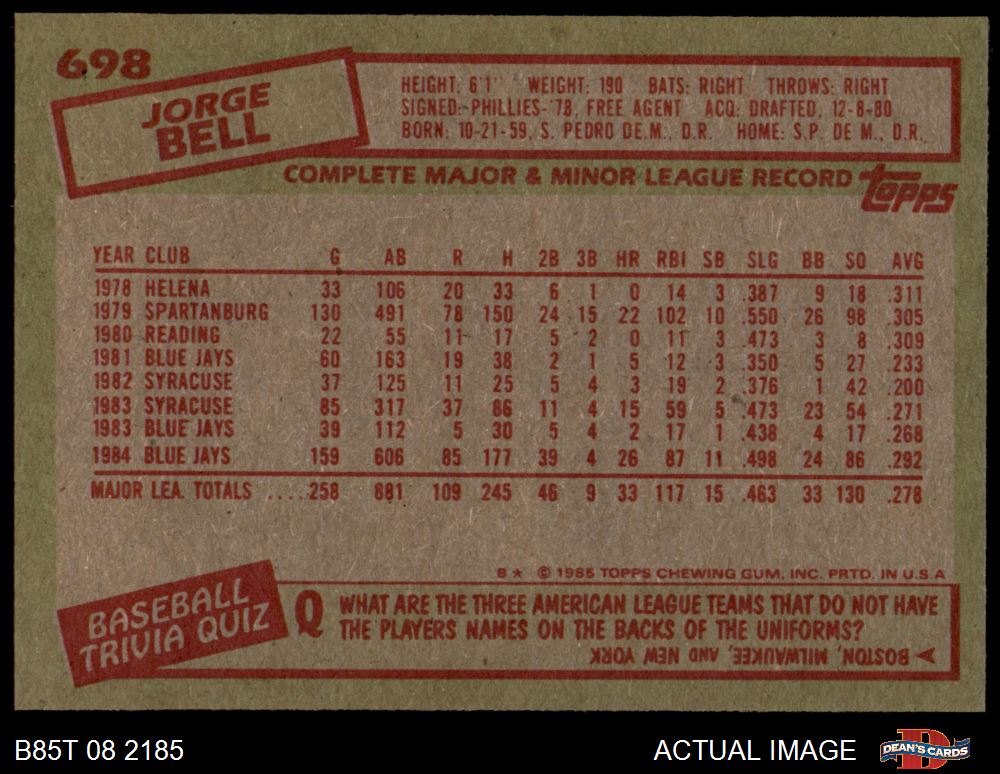 698
JORGE
BELL
HEIGHT: 6'1" WEIGHT: 190 BATS: RIGHT THROWS: RIGHT
SIGNED:-PHILLIES-'78, FREE AGENT ACQ: DRAFTED, 12-8-80
BORN: 10-21-59, S. PEDRO DE M., D.R. HOME: S.P. DE M., D.R.
COMPLETE MAJOR & MINOR LEAGUE RECORD topps
YEAR CLUB G AB R H 2B 3B HR RBI SB SLG BB SO AVG
1978 HELENA 33 106 20 33 6 1 0 14 3 .387 9 18 .311
1979 SPARTANBURG 130 491 78 150 24 15 22 102 10 .550 26 98 .305
1980 READING 22 55 11 17 5 2 0 11 3 .473 3 8 .309
1981 BLUE JAYS 60 163 19 38 2 1 5 12 3 .350 5 27 .233
1982 SYRACUSE 37 125 11 25 5 4 3 19 2 .376 1 42 .200
1983 SYRACUSE 85 317 37 86 11 4 15 59 5 .473 23 54 .271
1983 BLUE JAYS 39 112 5 30 5 4 2 17 1 .438 4 17 .268
1984 BLUE JAYS 159 606 85 177 39 4 26 87 11 .498 24 86 .292
MAJOR LEA. TOTALS ....258 881 109 245 46 9 33 117 15 .463 33 130 .278
B★ © 1985 TOPPS CHEWING GUM, INC. PRTD. IN U.S.A
BASEBALL
TRIVIA QUIZ
Q WHAT ARE THE THREE AMERICAN LEAGUE TEAMS THAT DO NOT HAVE
THE PLAYERS NAMES ON THE BACKS OF THE UNIFORMS?
BOSTON, MILWAUKEE, AND NEW YORK
B85T 08 2185
ACTUAL IMAGE
DEAN'S CARDS